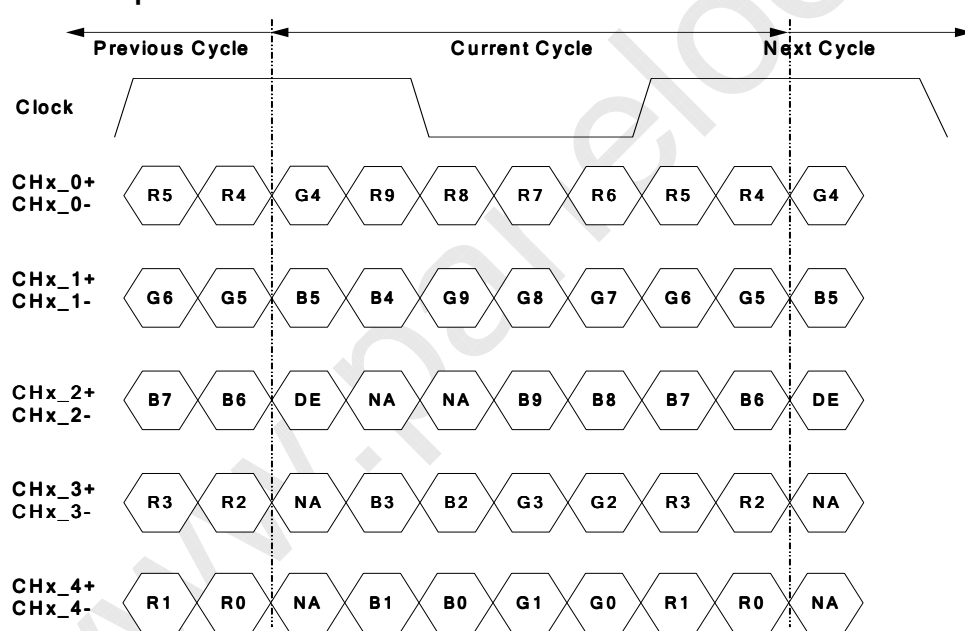 Previous Cycle Current Cycle Next Cycle
Clock
CHx_0+
CHx_0-
R5 R4 G4 R9 R8 R7 R6 R5 R4 G4
CHx_1+
CHx_1-
G6 G5 B5 B4 G9 G8 G7 G6 G5 B5
CHx_2+
CHx_2-
B7 B6 DE NA NA B9 B8 B7 B6 DE
CHx_3+
CHx_3-
R3 R2 NA B3 B2 G3 G2 R3 R2 NA
CHx_4+
CHx_4-
R1 R0 NA B1 B0 G1 G0 R1 R0 NA